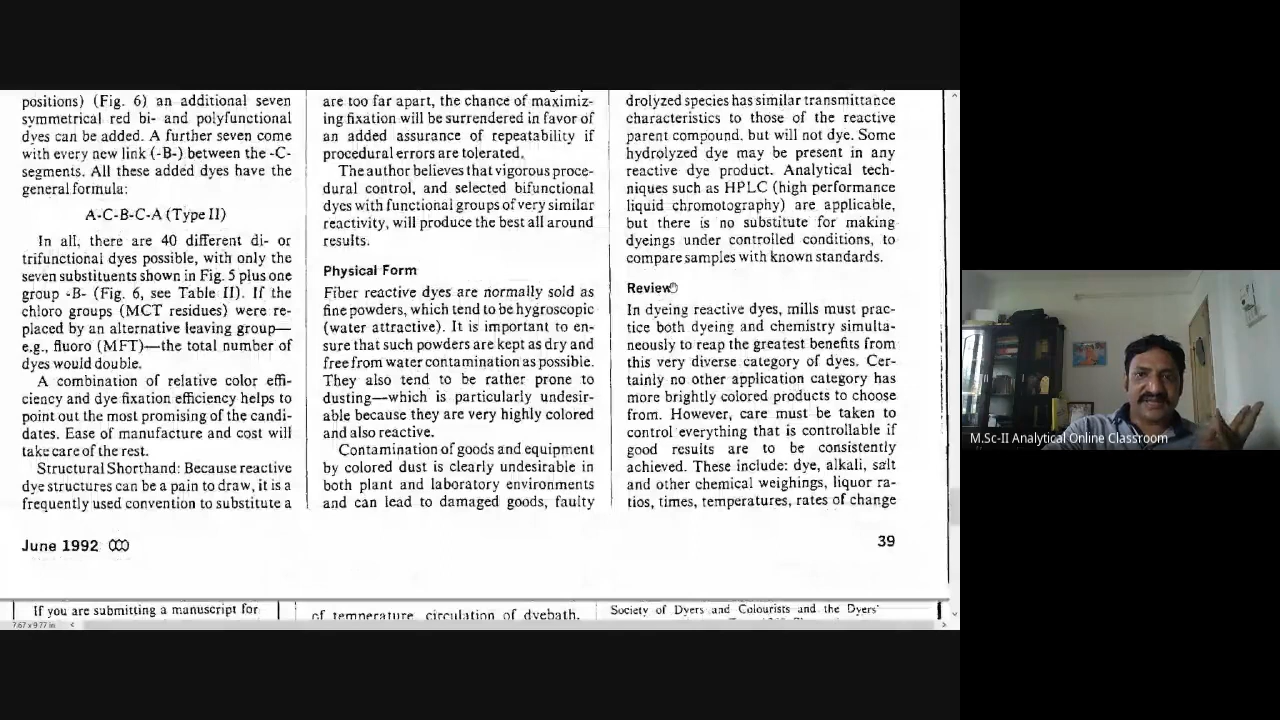 positions) (Fig. 6) an additional seven
symmetrical red bi- and polyfunctional
dyes can be added. A further seven come
with every new link (-B-) between the -C-
segments. All these added dyes have the
general formula:
A-C-B-C-A (Type II)
In all, there are 40 different di- or
trifunctional dyes possible, with only the
seven substituents shown in Fig. 5 plus one
group -B- (Fig. 6, see Table II). If the
chloro groups (MCT residues) were re-
placed by an alternative leaving group—
e.g., fluoro (MFT)—the total number of
dyes would double.
A combination of relative color effi-
ciency and dye fixation efficiency helps to
point out the most promising of the candi-
dates. Ease of manufacture and cost will
take care of the rest.
Structural Shorthand: Because reactive
dye structures can be a pain to draw, it is a
frequently used convention to substitute a
are too far apart, the chance of maximiz-
ing fixation will be surrendered in favor of
an added assurance of repeatability if
procedural errors are tolerated.
The author believes that vigorous proce-
dural control, and selected bifunctional
dyes with functional groups of very similar
reactivity, will produce the best all around
results.
Physical Form
Fiber reactive dyes are normally sold as
fine powders, which tend to be hygroscopic
(water attractive). It is important to en-
sure that such powders are kept as dry and
free from water contamination as possible.
They also tend to be rather prone to
dusting—which is particularly undesir-
able because they are very highly colored
and also reactive.
Contamination of goods and equipment
by colored dust is clearly undesirable in
both plant and laboratory environments
and can lead to damaged goods, faulty
drolyzed species has similar transmittance
characteristics to those of the reactive
parent compound, but will not dye. Some
hydrolyzed dye may be present in any
reactive dye product. Analytical tech-
niques such as HPLC (high performance
liquid chromotography) are applicable,
but there is no substitute for making
dyeings under controlled conditions, to
compare samples with known standards.
Review
In dyeing reactive dyes, mills must prac-
tice both dyeing and chemistry simulta-
neously to reap the greatest benefits from
this very diverse category of dyes. Cer-
tainly no other application category has
more brightly colored products to choose
from. However, care must be taken to
control everything that is controllable if
good results are to be consistently
achieved. These include: dye, alkali, salt
and other chemical weighings, liquor ra-
tios, times, temperatures, rates of change
June 1992
39
If you are submitting a manuscript for
of temperature, circulation of dyebath,
Society of Dyers and Colourists and the Dyers'
7.67 x 9.77 in
M.Sc-II Analytical Online Classroom